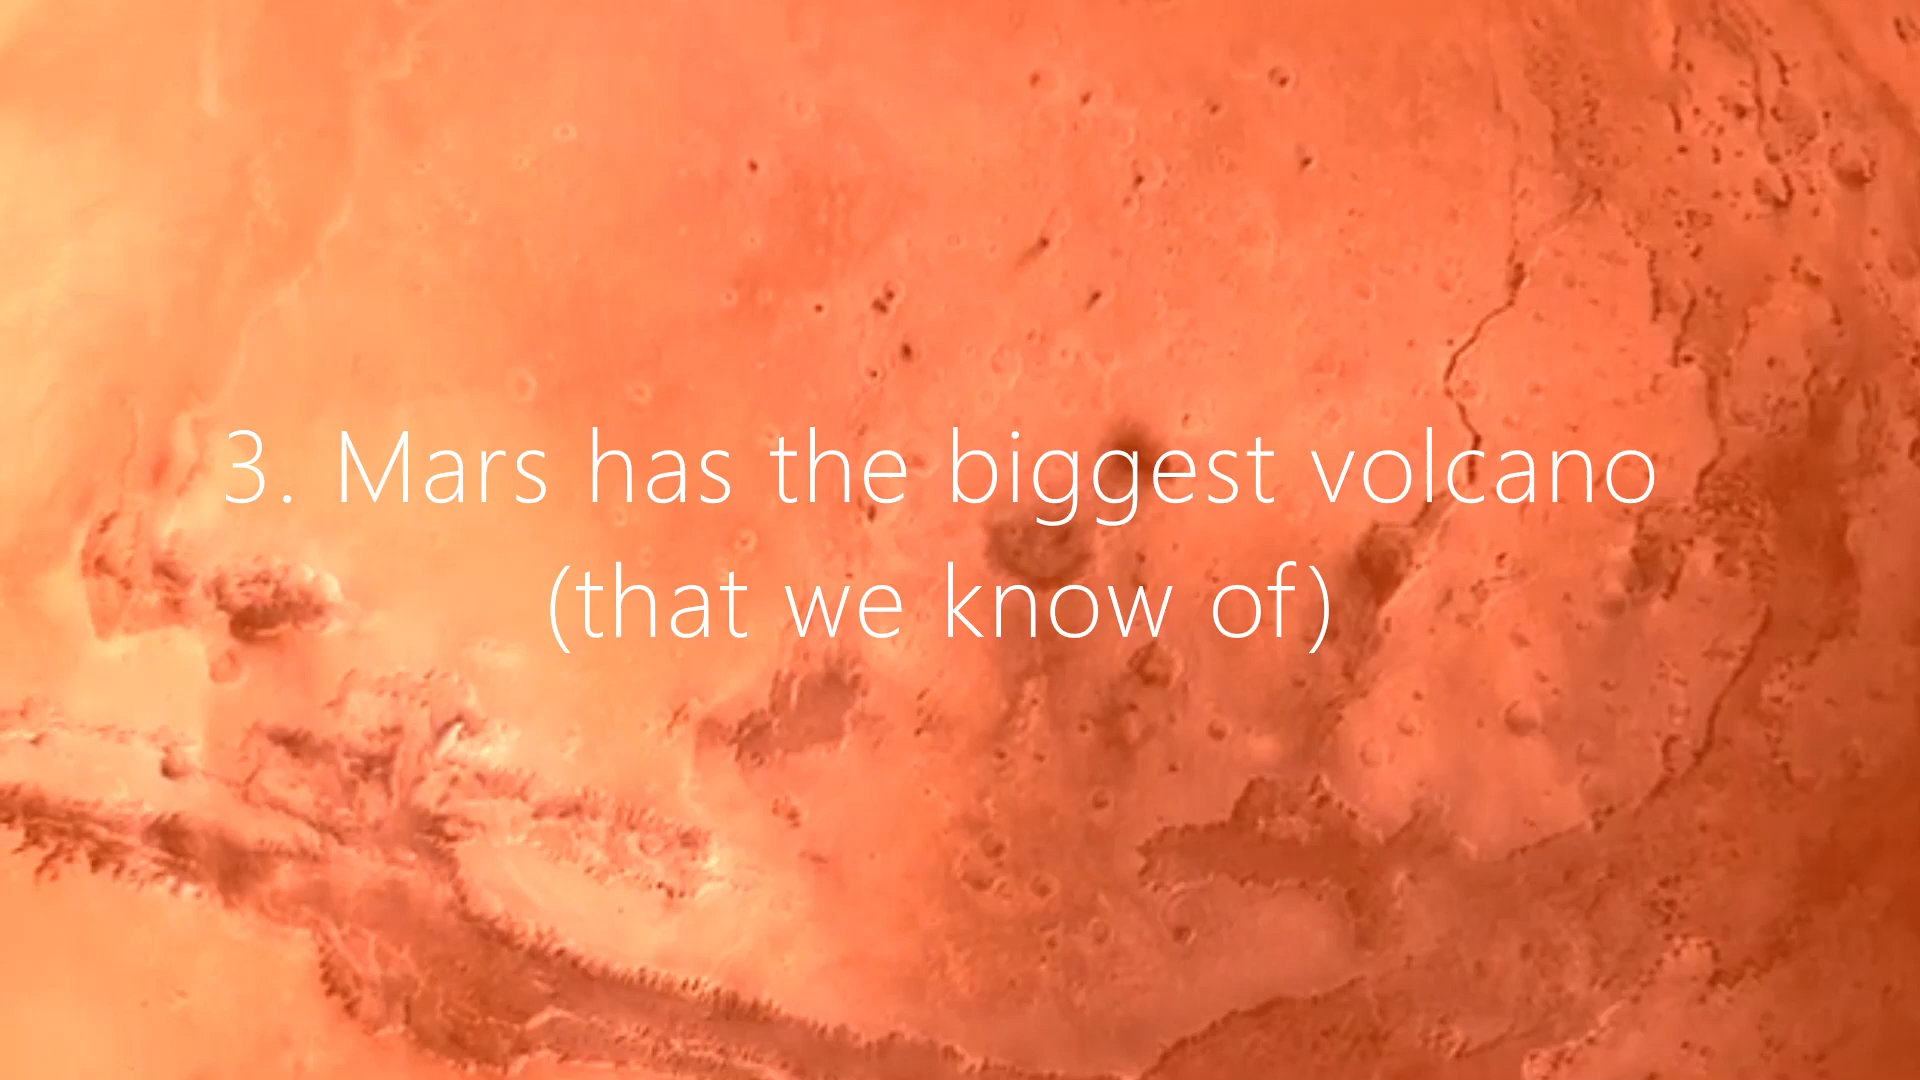 3. Mars has the biggest volcano
(that we know of)